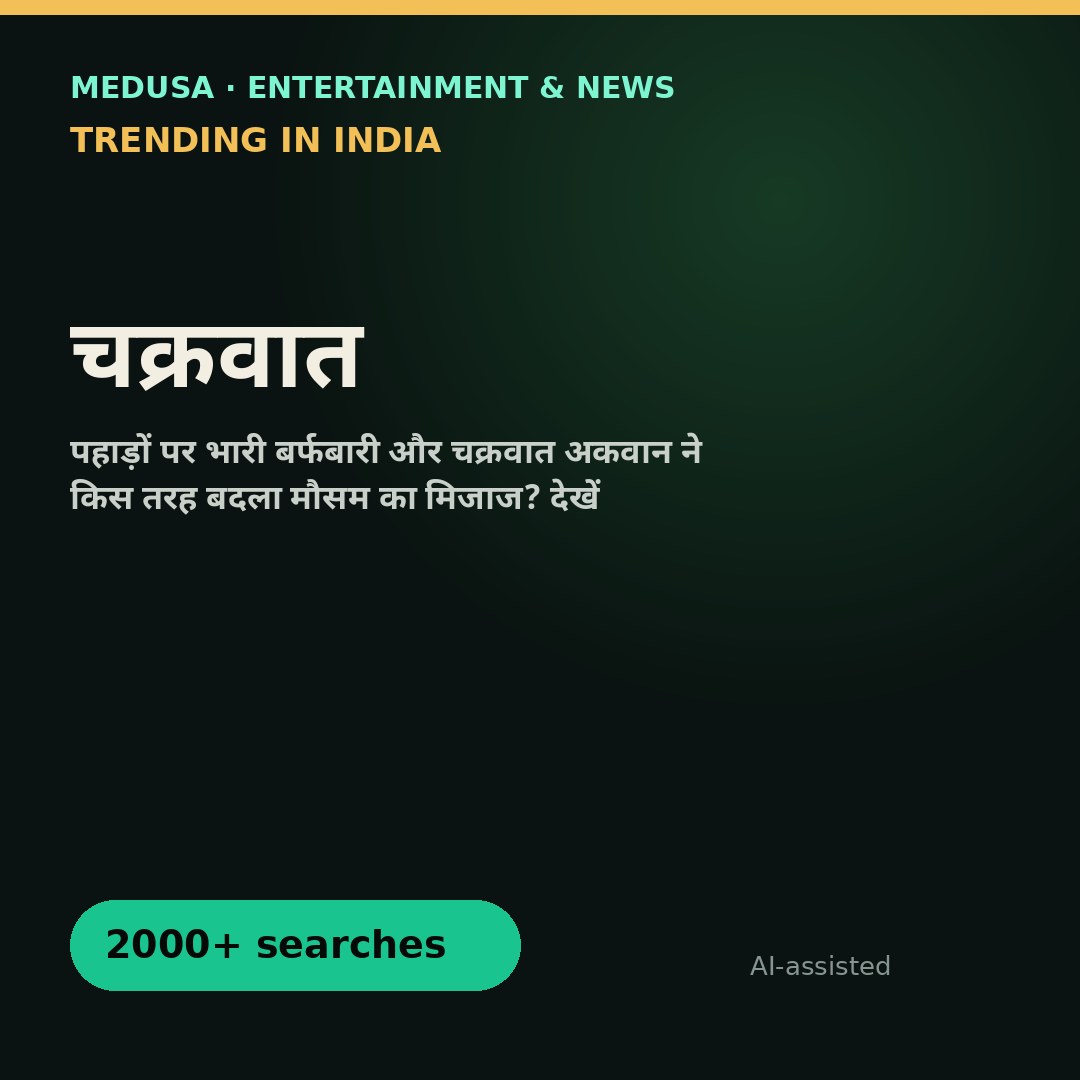 MEDUSA · ENTERTAINMENT & NEWS
TRENDING IN INDIA
चक्रवात
पहाड़ों पर भारी बर्फबारी और चक्रवात अकवान ने
किस तरह बदला मौसम का मिजाज? देखें
2000+ searches
AI-assisted